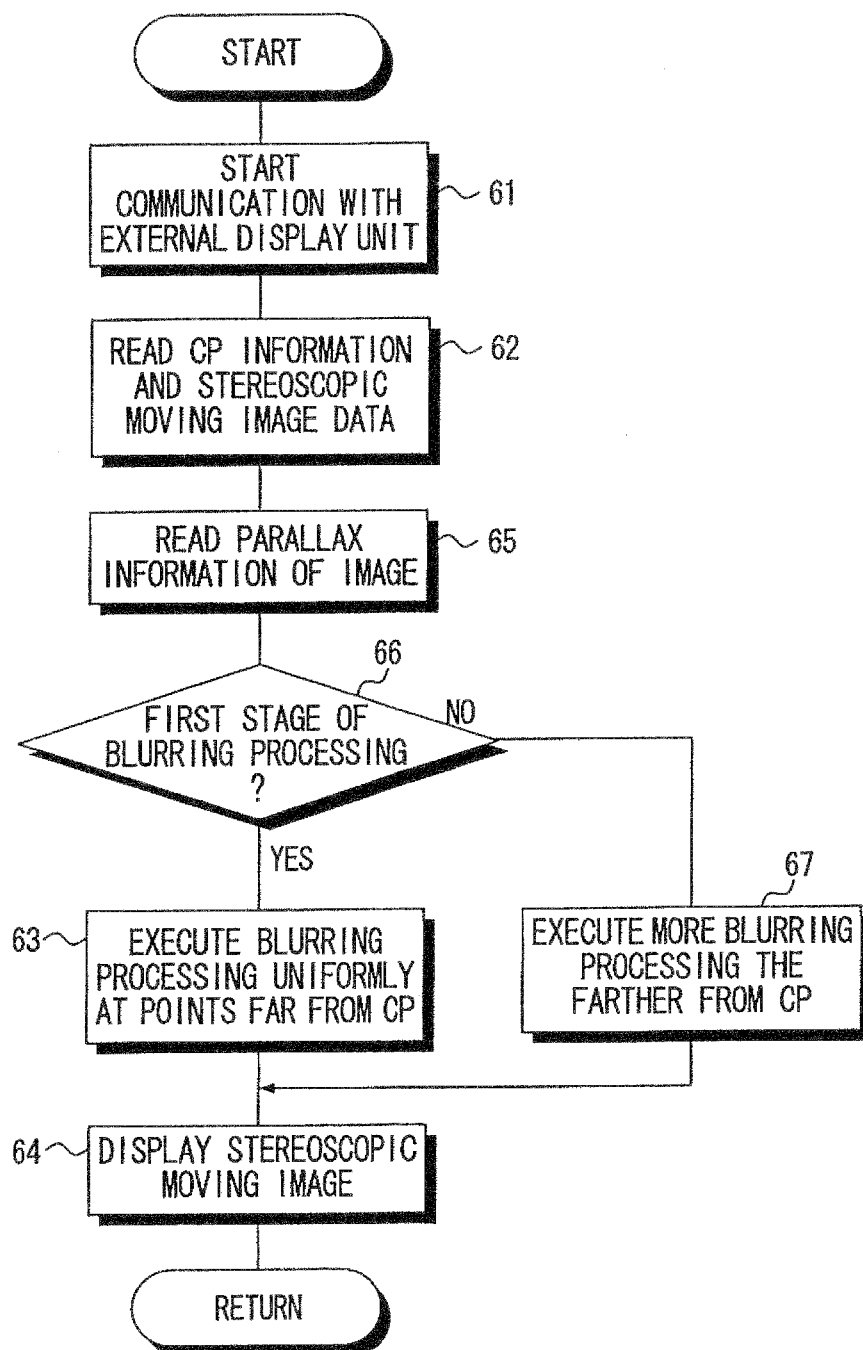 START
START
COMMUNICATION WITH
EXTERNAL DISPLAY UNIT
61
READ CP INFORMATION
AND STEREOSCOPIC
MOVING IMAGE DATA
62
READ PARALLAX
INFORMATION OF IMAGE
65
66
FIRST STAGE OF
BLURRING PROCESSING
?
NO
YES
63
EXECUTE BLURRING
PROCESSING UNIFORMLY
AT POINTS FAR FROM CP
67
EXECUTE MORE BLURRING
PROCESSING THE
FARTHER FROM CP
64
DISPLAY STEREOSCOPIC
MOVING IMAGE
RETURN